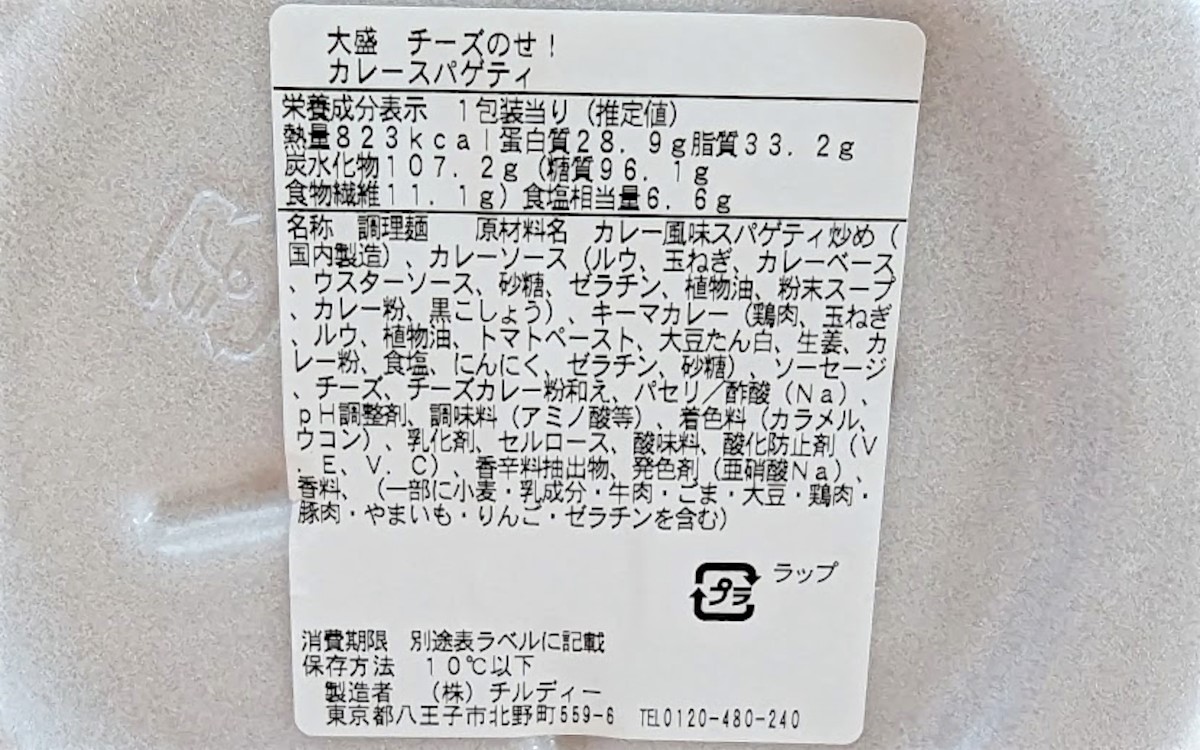 大盛　チーズのせ！
カレースパゲティ
栄養成分表示　１包装当り（推定値）
熱量８２３ｋｃａｌ蛋白質２８．９ｇ脂質３３．２ｇ
炭水化物１０７．２ｇ（糖質９６．１ｇ
食物繊維１１．１ｇ）食塩相当量６．６ｇ
名称　調理麺　　原材料名　カレー風味スパゲティ炒め（
国内製造）、カレーソース（ルウ、玉ねぎ、カレーベース
、ウスターソース、砂糖、ゼラチン、植物油、粉末スープ
、カレー粉、黒こしょう）、キーマカレー（鶏肉、玉ねぎ
、ルウ、植物油、トマトペースト、大豆たん白、生姜、カ
レー粉、食塩、にんにく、ゼラチン、砂糖）、ソーセージ
、チーズ、チーズカレー粉和え、パセリ／酢酸（Ｎａ）、
ｐＨ調整剤、調味料（アミノ酸等）、着色料（カラメル、
ウコン）、乳化剤、セルロース、酸味料、酸化防止剤（Ｖ
．Ｅ、Ｖ．Ｃ）、香辛料抽出物、発色剤（亜硝酸Ｎａ）、
香料、（一部に小麦・乳成分・牛肉・ごま・大豆・鶏肉・
豚肉・やまいも・りんご・ゼラチンを含む）
プラ　ラップ
消費期限　別途表ラベルに記載
保存方法　１０℃以下
製造者　（株）チルディー
東京都八王子市北野町559-6　TEL0120-480-240